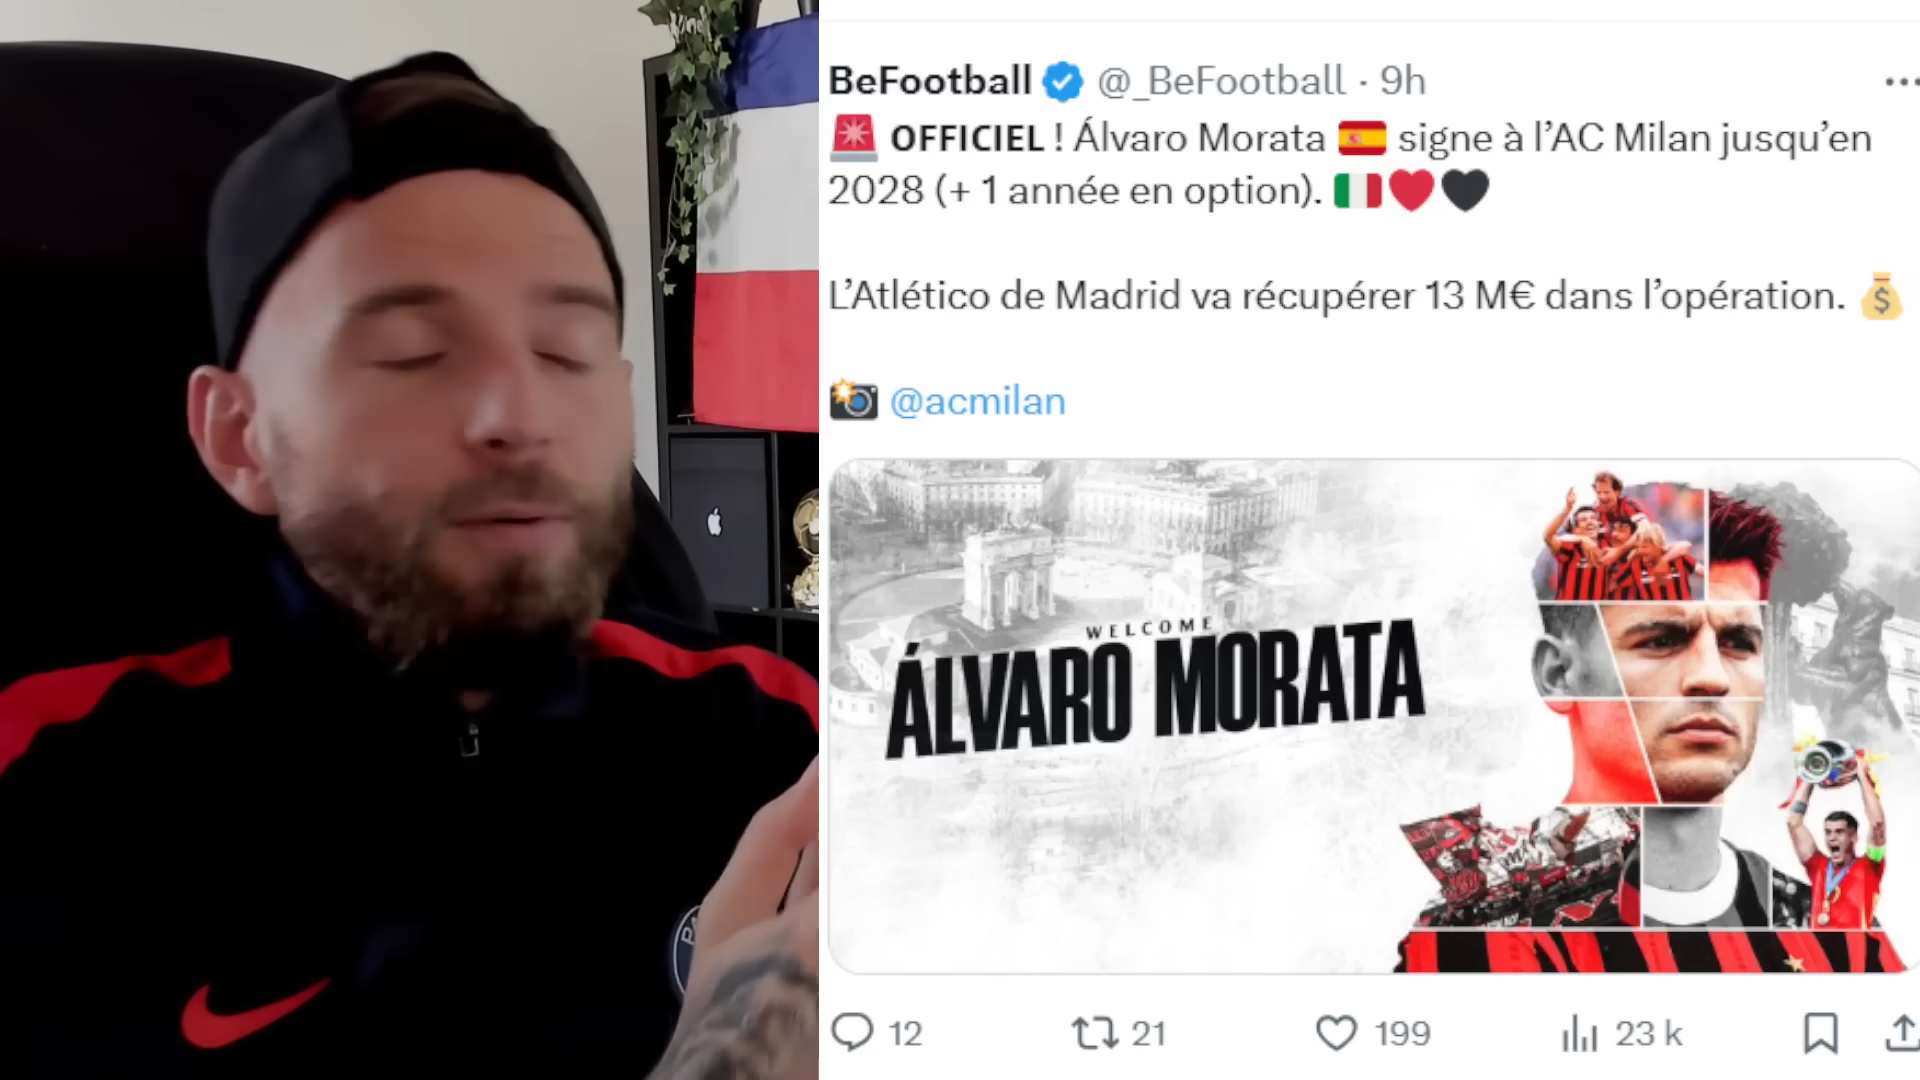 BeFootball @_BeFootball · 9h
🚨 OFFICIEL ! Álvaro Morata 🇪🇸 signe à l’AC Milan jusqu’en
2028 (+ 1 année en option). 🇮🇹❤️🖤
L’Atlético de Madrid va récupérer 13 M€ dans l’opération. 💰
📸 @acmilan
WELCOME
ÁLVARO MORATA
12 21 199 23 k